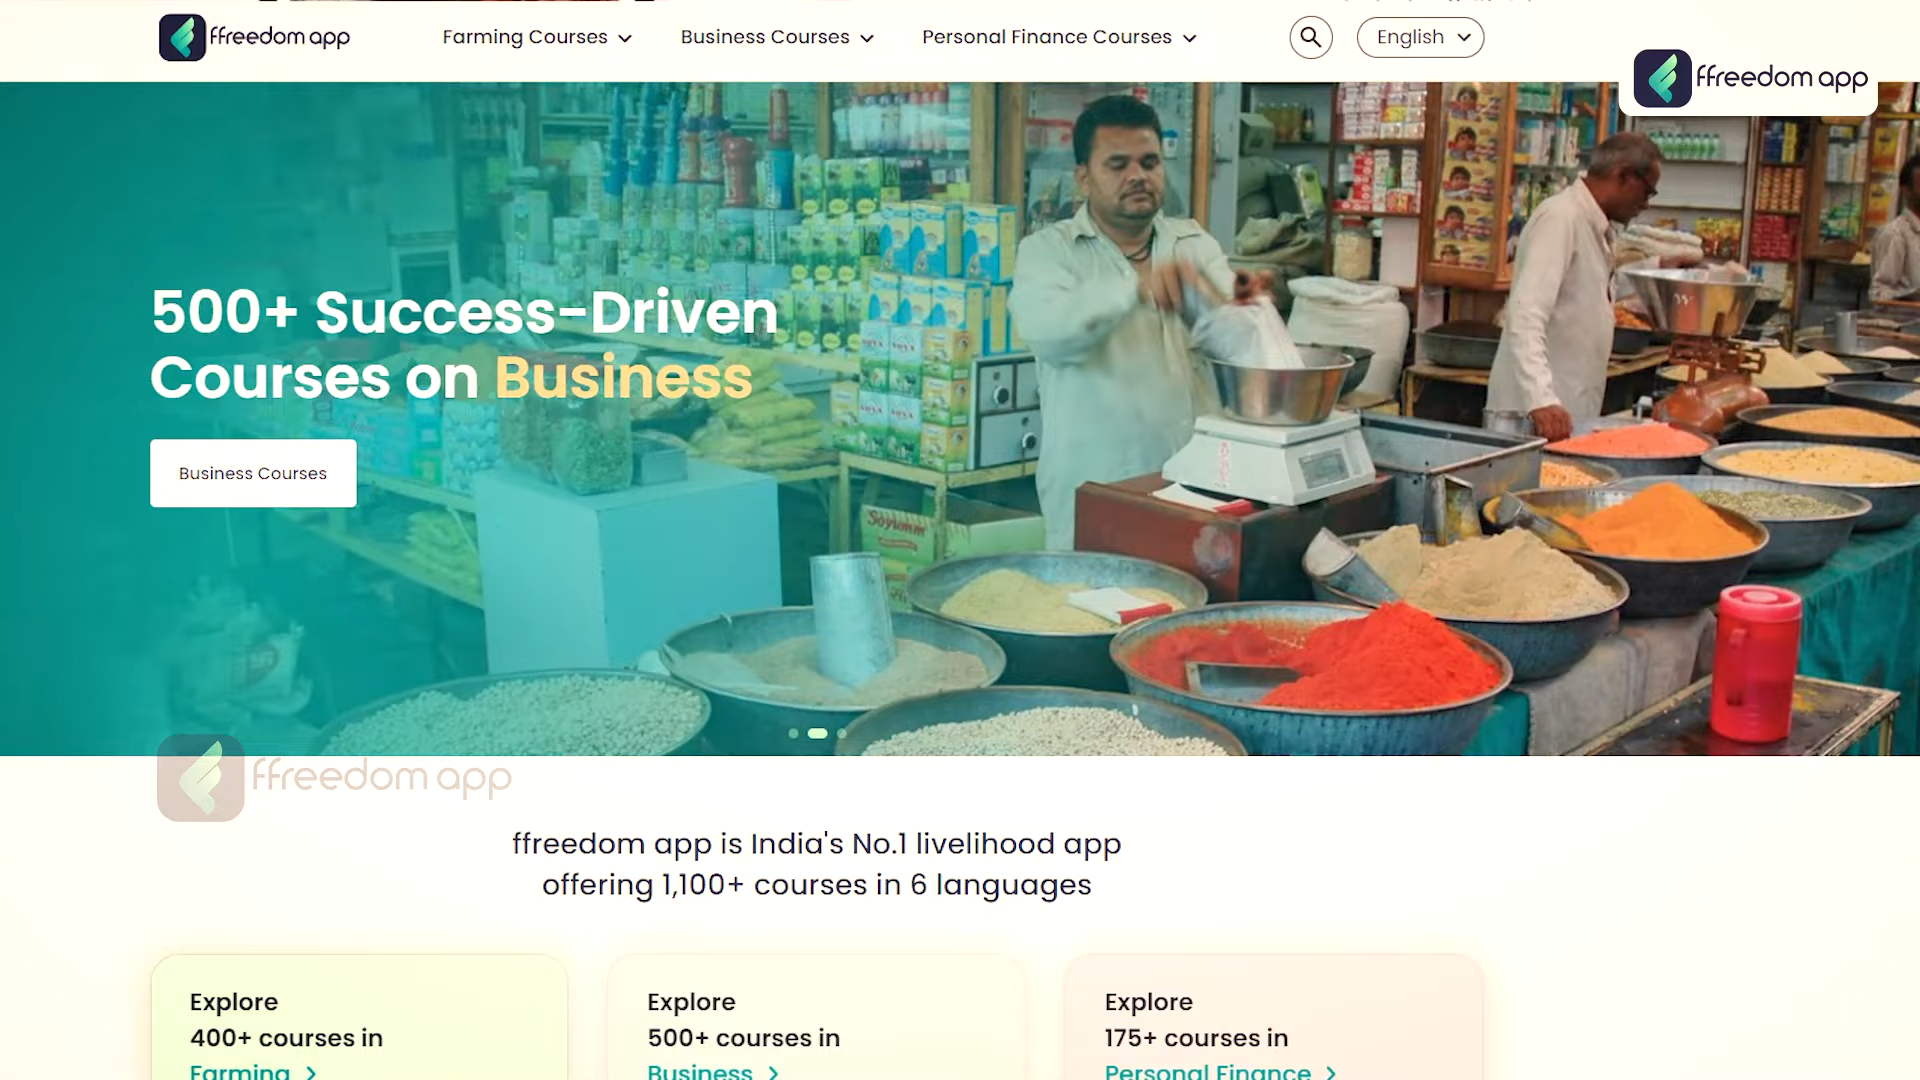 ffreedom app
Farming Courses
Business Courses
Personal Finance Courses
English
ffreedom app
500+ Success-Driven
Courses on Business
Business Courses
ffreedom app
ffreedom app is India's No.1 livelihood app
offering 1,100+ courses in 6 languages
Explore
400+ courses in
Farming
Explore
500+ courses in
Business
Explore
175+ courses in
Personal Finance